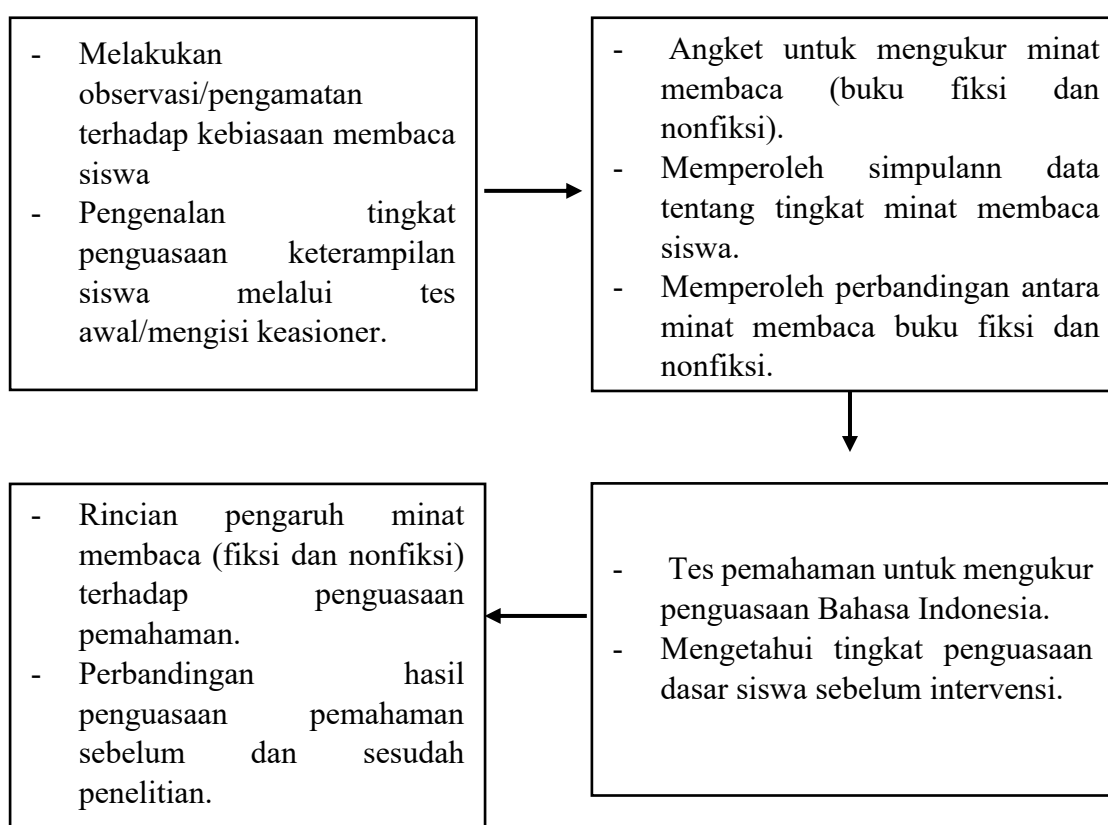 - Melakukan
observasi/pengamatan
terhadap kebiasaan membaca
siswa
- Pengenalan tingkat
penguasaan keterampilan
siswa melalui tes
awal/mengisi keasioner.
- Angket untuk mengukur minat
membaca (buku fiksi dan
nonfiksi).
- Memperoleh simpulann data
tentang tingkat minat membaca
siswa.
- Memperoleh perbandingan antara
minat membaca buku fiksi dan
nonfiksi.
- Tes pemahaman untuk mengukur
penguasaan Bahasa Indonesia.
- Mengetahui tingkat penguasaan
dasar siswa sebelum intervensi.
- Rincian pengaruh minat
membaca (fiksi dan nonfiksi)
terhadap penguasaan
pemahaman.
- Perbandingan hasil
penguasaan pemahaman
sebelum dan sesudah
penelitian.